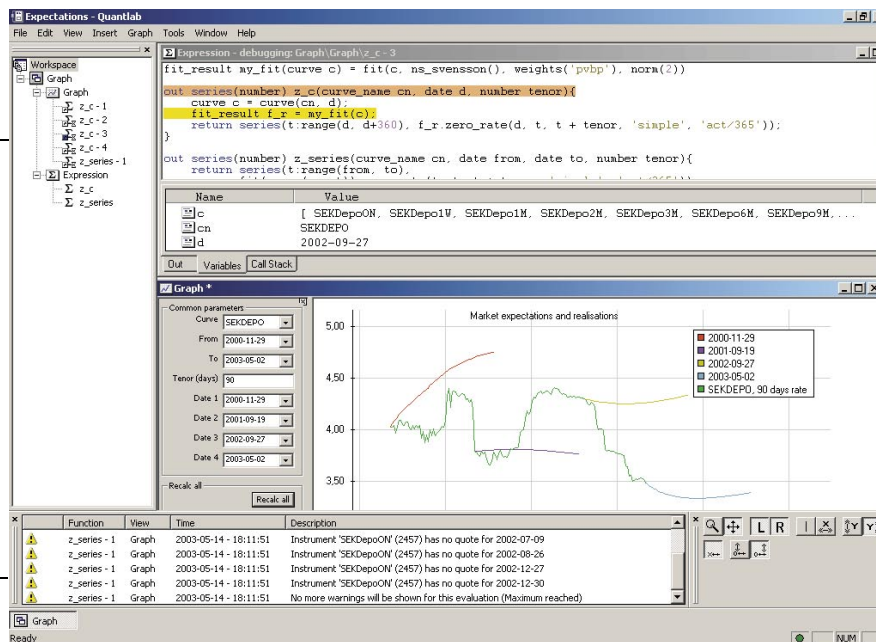 Expectations - Quantlab
File Edit View Insert Graph Tools Window Help
Workspace
Graph
Graph
z_c - 1
z_c - 2
z_c - 3
z_c - 4
z_series - 1
Expression
z_c
z_series
Expression - debugging: Graph\Graph\z_c - 3
fit_result my_fit(curve c) = fit(c, ns_svensson(), weights('pvbp'), norm(2))
out series(number) z_c(curve_name cn, date d, number tenor){
curve c = curve(cn, d);
fit_result f_r = my_fit(c);
return series(t:range(d, d+360), f_r.zero_rate(d, t, t + tenor, 'simple', 'act/365'));
}
out series(number) z_series(curve_name cn, date from, date to, number tenor){
return series(t:range(from, to),
Name Value
c [ SEKDepoON, SEKDepo1W, SEKDepo1M, SEKDepo2M, SEKDepo3M, SEKDepo6M, SEKDepo9M,...
cn SEKDEPO
d 2002-09-27
Out Variables Call Stack
Graph *
Common parameters
Curve SEKDEPO
From 2000-11-29
To 2003-05-02
Tenor (days) 90
Date 1 2000-11-29
Date 2 2001-09-19
Date 3 2002-09-27
Date 4 2003-05-02
Recalc all
Recalc all
Market expectations and realisations
5,00
4,50
4,00
3,50
2000-11-29
2001-09-19
2002-09-27
2003-05-02
SEKDEPO, 90 days rate
Function View Time Description
z_series - 1 Graph 2003-05-14 - 18:11:51 Instrument 'SEKDepoON' (2457) has no quote for 2002-07-09
z_series - 1 Graph 2003-05-14 - 18:11:51 Instrument 'SEKDepoON' (2457) has no quote for 2002-08-26
z_series - 1 Graph 2003-05-14 - 18:11:51 Instrument 'SEKDepoON' (2457) has no quote for 2002-12-27
z_series - 1 Graph 2003-05-14 - 18:11:51 Instrument 'SEKDepoON' (2457) has no quote for 2002-12-30
z_series - 1 Graph 2003-05-14 - 18:11:51 No more warnings will be shown for this evaluation (Maximum reached)
L R
Graph
Ready NUM